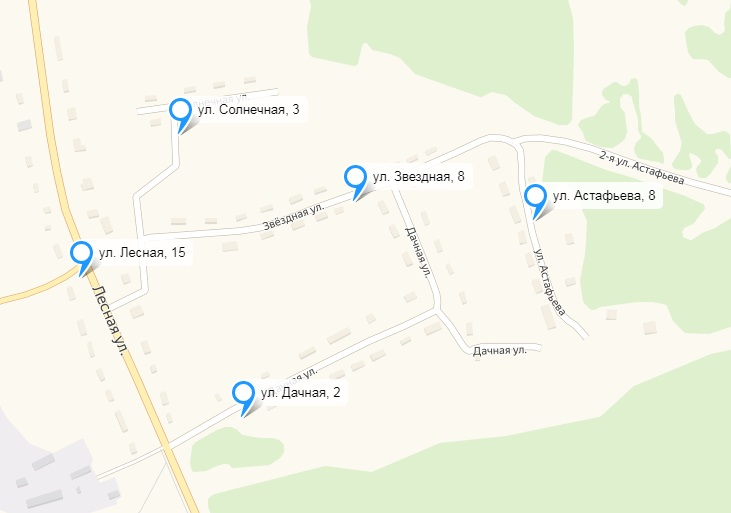 ул. Солнечная, 3
2-я ул. Астафьева
ул. Звездная, 8
ул. Астафьева, 8
Звёздная ул.
Дачная ул.
ул. Лесная, 15
ул. Астафьева
Лесная ул.
Дачная ул.
ул.
ул. Дачная, 2